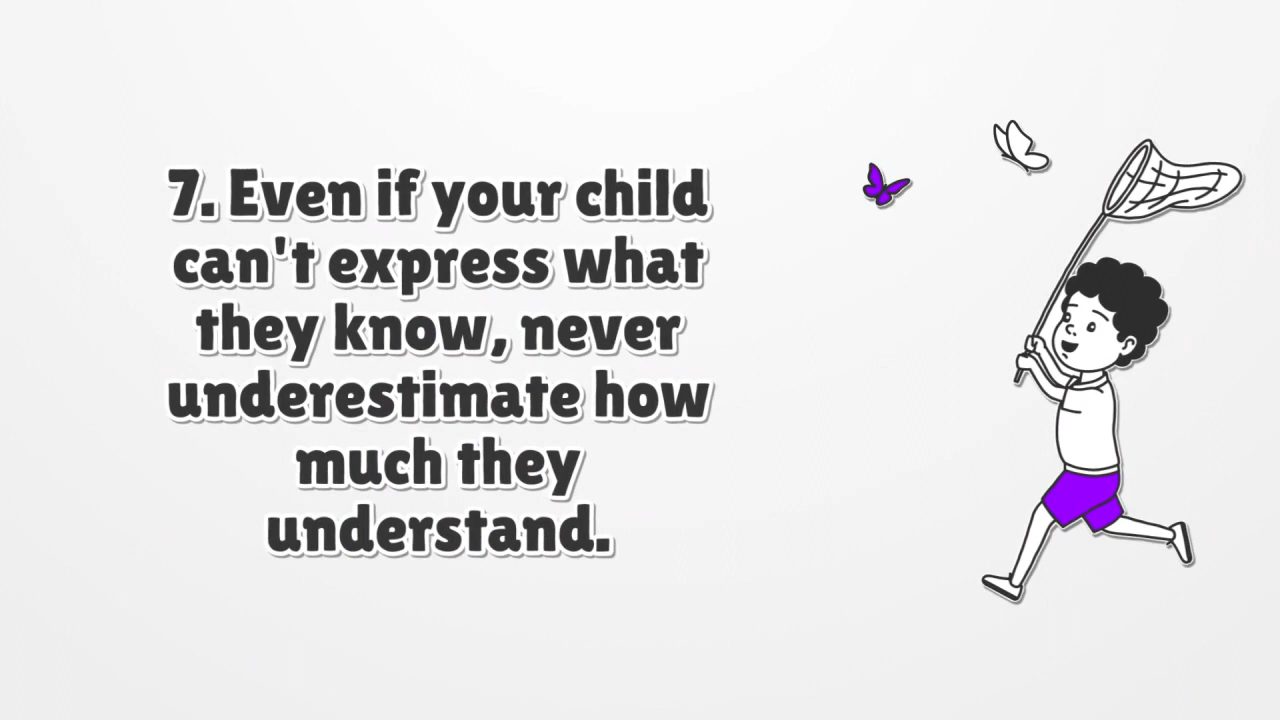 7. Even if your child
can't express what
they know, never
underestimate how
much they
understand.